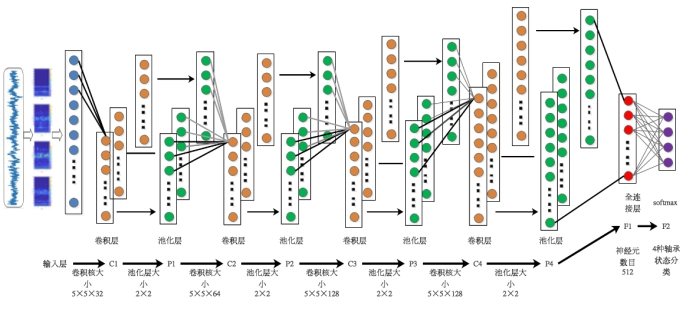 全连
接层
softmax
卷积层
池化层
卷积层
池化层
卷积层
池化层
卷积层
池化层
F1
F2
输入层
C1
P1
C2
P2
C3
P3
C4
P4
卷积核大
小
5×5×32
池化层大
小
2×2
卷积核大
小
5×5×64
池化层大
小
2×2
卷积核大
小
5×5×128
池化层大
小
2×2
卷积核大
小
5×5×128
池化层大
小
2×2
神经元
数目
512
4种轴承
状态分
类